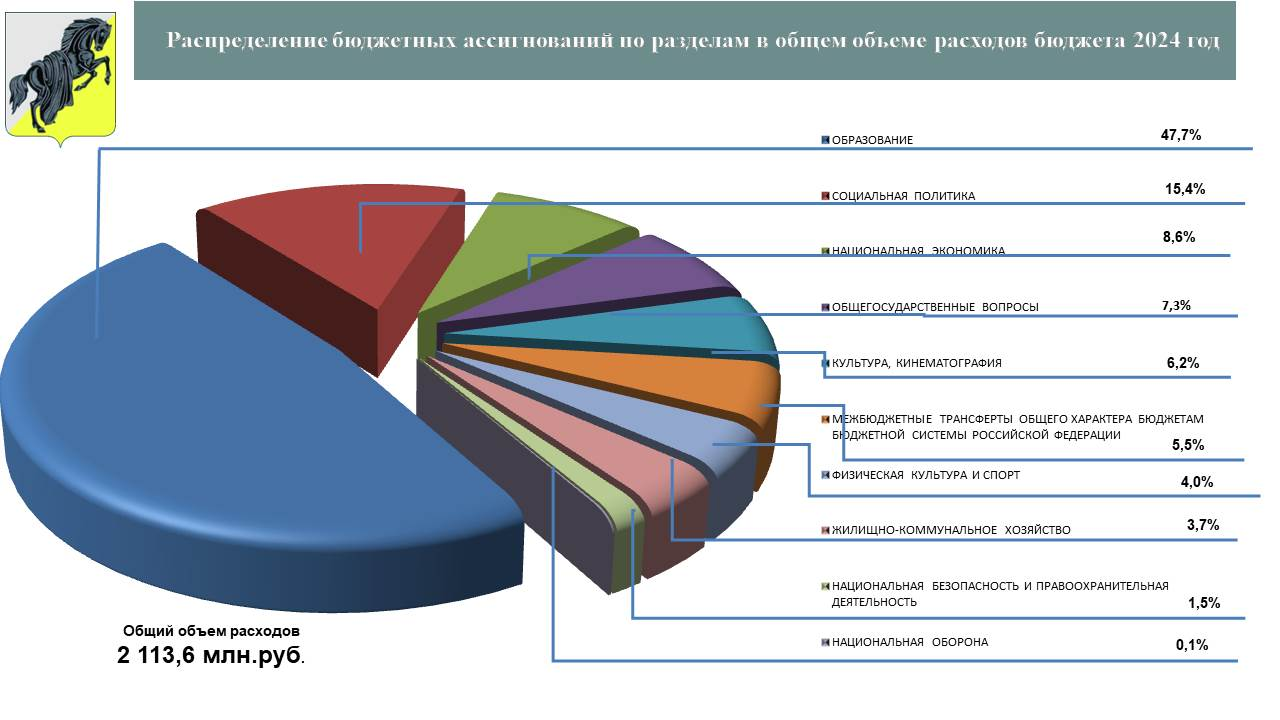 Распределение бюджетных ассигнований по разделам в общем обьеме расходов бюджета 2024 год
ОБРАЗОВАНИЕ 47,7%
СОЦИАЛЬНАЯ ПОЛИТИКА 15,4%
НАЦИОНАЛЬНАЯ ЭКОНОМИКА 8,6%
ОБЩЕГОСУДАРСТВЕННЫЕ ВОПРОСЫ 7,3%
КУЛЬТУРА, КИНЕМАТОГРАФИЯ 6,2%
МЕЖБЮДЖЕТНЫЕ ТРАНСФЕРТЫ ОБЩЕГО ХАРАКТЕРА БЮДЖЕТАМ
БЮДЖЕТНОЙ СИСТЕМЫ РОССИЙСКОЙ ФЕДЕРАЦИИ 5,5%
ФИЗИЧЕСКАЯ КУЛЬТУРА И СПОРТ 4,0%
ЖИЛИЩНО-КОММУНАЛЬНОЕ ХОЗЯЙСТВО 3,7%
НАЦИОНАЛЬНАЯ БЕЗОПАСНОСТЬ И ПРАВООХРАНИТЕЛЬНАЯ
ДЕЯТЕЛЬНОСТЬ 1,5%
НАЦИОНАЛЬНАЯ ОБОРОНА 0,1%
Общий объем расходов
2 113,6 млн.руб.